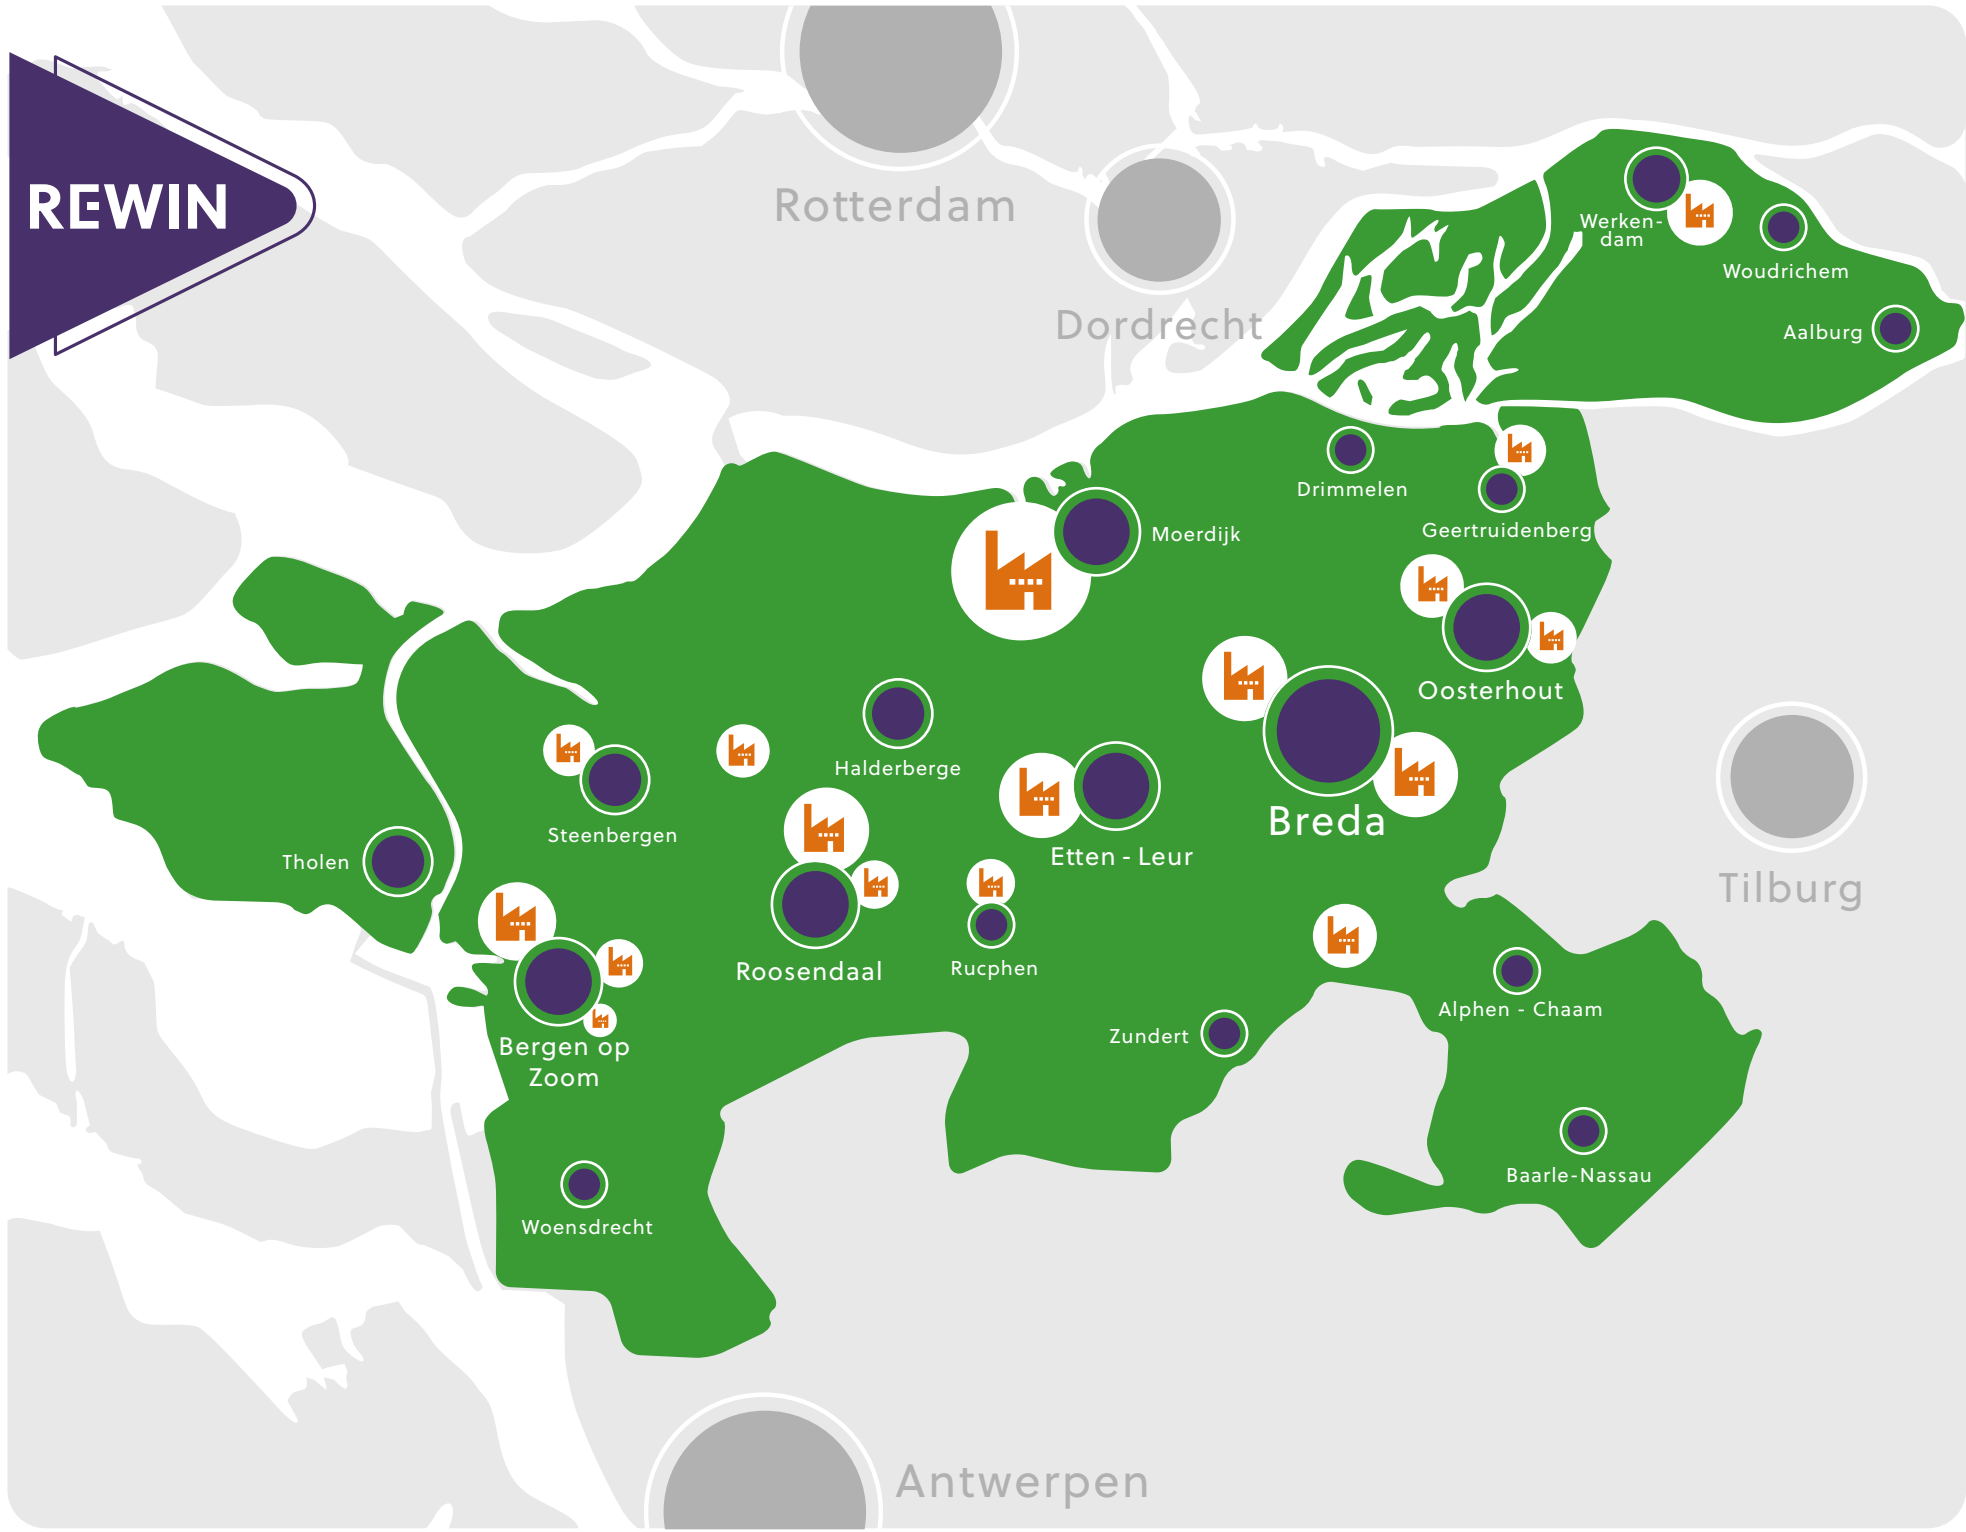 REWIN
Rotterdam
Werken-
dam
Woudrichem
Dordrecht
Aalburg
Drimmelen
Geertruidenberg
Moerdijk
Oosterhout
Halderberge
Breda
Steenbergen
Etten - Leur
Tholen
Tilburg
Roosendaal
Rucphen
Alphen - Chaam
Zundert
Bergen op
Zoom
Baarle-Nassau
Woensdrecht
Antwerpen